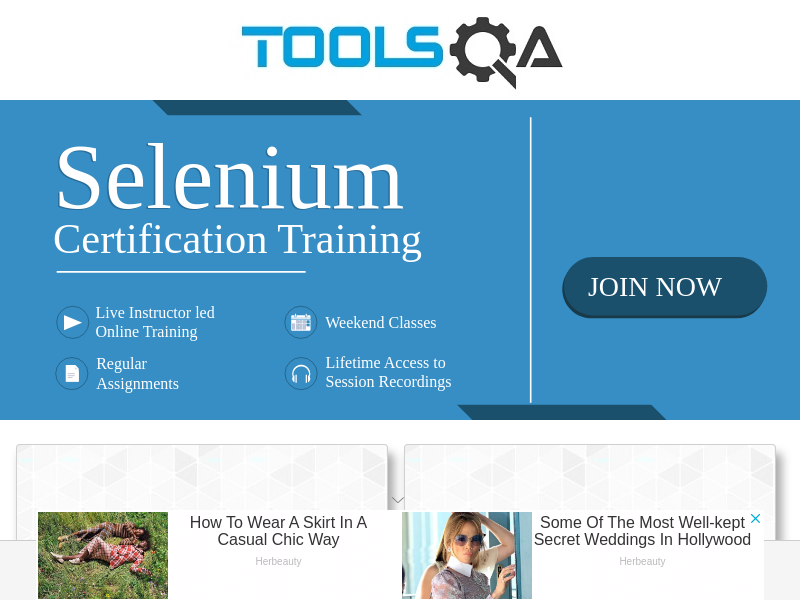 TOOLSQA
Selenium
Certification Training
JOIN NOW
Live Instructor led
Online Training
Weekend Classes
Regular
Assignments
Lifetime Access to
Session Recordings
How To Wear A Skirt In A
Casual Chic Way
Herbeauty
Some Of The Most Well-kept
Secret Weddings In Hollywood
Herbeauty